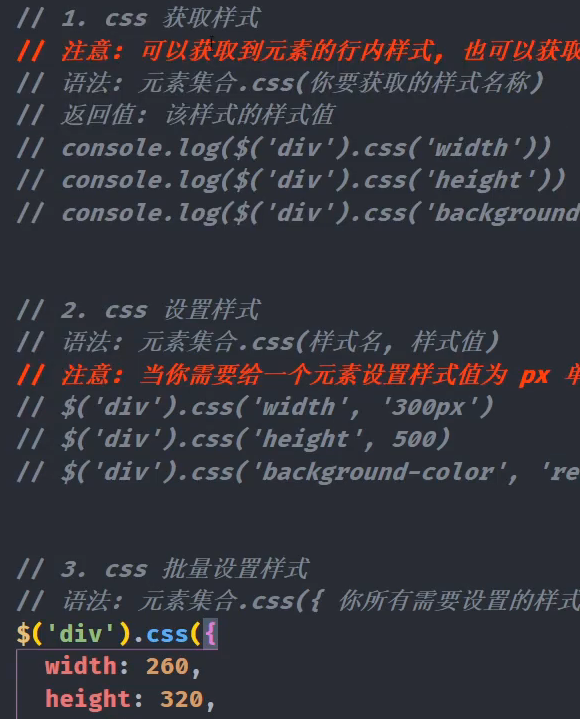 // 1. css 获取样式
// 注意: 可以获取到元素的行内样式, 也可以获取
// 语法: 元素集合.css(你要获取的样式名称)
// 返回值: 该样式的样式值
// console.log($('div').css('width'))
// console.log($('div').css('height'))
// console.log($('div').css('background
// 2. css 设置样式
// 语法: 元素集合.css(样式名, 样式值)
// 注意: 当你需要给一个元素设置样式值为 px 单
// $('div').css('width', '300px')
// $('div').css('height', 500)
// $('div').css('background-color', 're
// 3. css 批量设置样式
// 语法: 元素集合.css({ 你所有需要设置的样式
$('div').css({
width: 260,
height: 320,